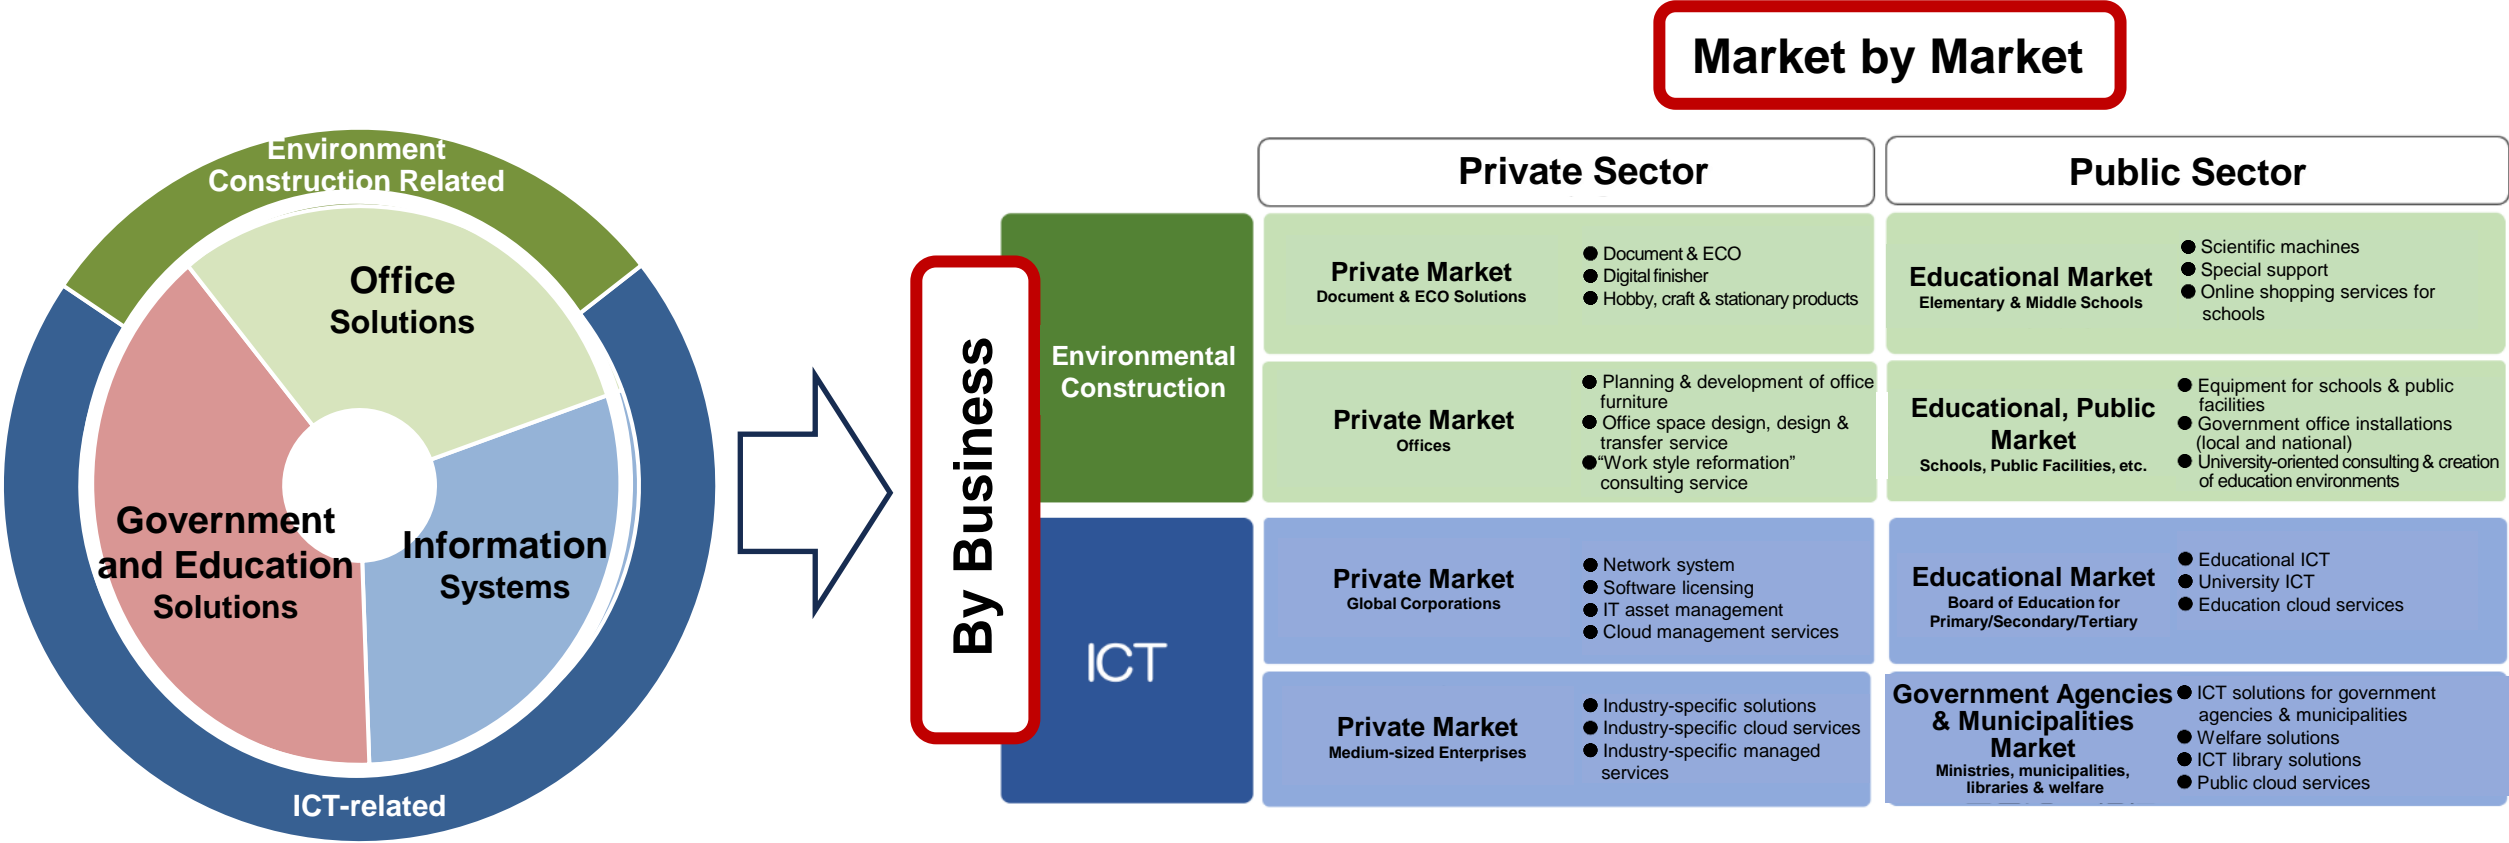 Market by Market
Environment
Construction Related
Office
Solutions
Government
and Education
Solutions
Information
Systems
ICT-related
By Business
Private Sector
Public Sector
Environmental
Construction
Private Market
Document & ECO Solutions
● Document & ECO
● Digital finisher
● Hobby, craft & stationary products
Educational Market
Elementary & Middle Schools
● Scientific machines
● Special support
● Online shopping services for
schools
Private Market
Offices
● Planning & development of office
furniture
● Office space design, design &
transfer service
●“Work style reformation”
consulting service
Educational, Public
Market
Schools, Public Facilities, etc.
● Equipment for schools & public
facilities
● Government office installations
(local and national)
● University-oriented consulting & creation
of education environments
ICT
Private Market
Global Corporations
● Network system
● Software licensing
● IT asset management
● Cloud management services
Educational Market
Board of Education for
Primary/Secondary/Tertiary
● Educational ICT
● University ICT
● Education cloud services
Private Market
Medium-sized Enterprises
● Industry-specific solutions
● Industry-specific cloud services
● Industry-specific managed
services
Government Agencies
& Municipalities
Market
Ministries, municipalities,
libraries & welfare
● ICT solutions for government
agencies & municipalities
● Welfare solutions
● ICT library solutions
● Public cloud services